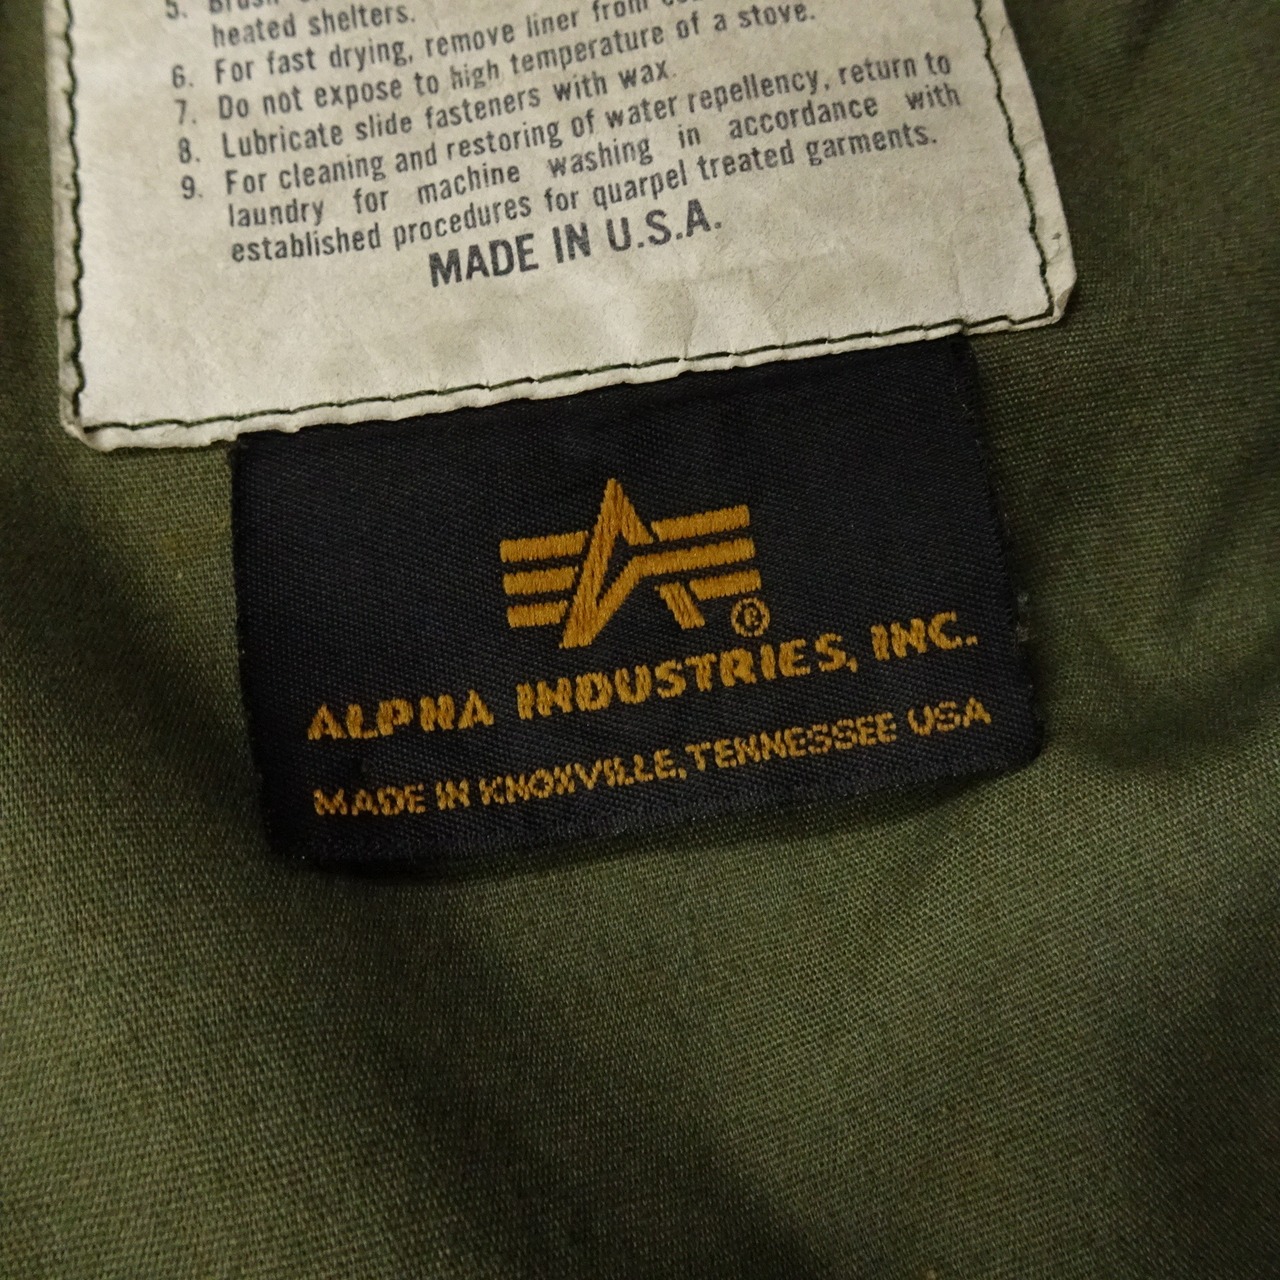 5.
heated shelters.
6. For fast drying, remove liner from
7. Do not expose to high temperature of a stove.
8. Lubricate slide fasteners with wax.
9. For cleaning and restoring of water repellency, return to
laundry for machine washing in accordance with
established procedures for quarpel treated garments.
MADE IN U.S.A.
®
ALPHA INDUSTRIES, INC.
MADE IN KNOXVILLE, TENNESSEE USA